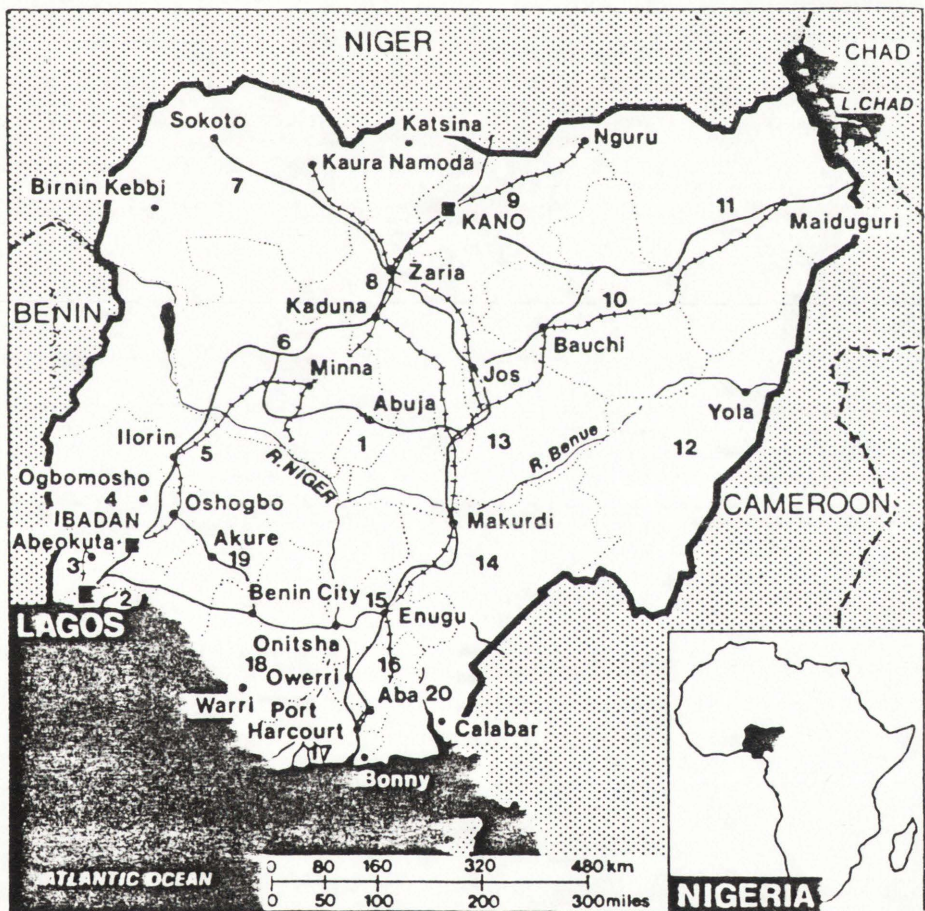 NIGER
CHAD
L. CHAD
Sokoto
Katsina
Nguru
Kaura Namoda
Birnin Kebbi
7
9
11
KANO
Maiduguri
8
Zaria
Kaduna
10
BENIN
6
Bauchi
Minna
Jos
Abuja
Yola
1
13
R. Benue
12
Ilorin
5
R. NIGER
Ogbomosho
4
Oshogbo
CAMEROON
IBADAN
Makurdi
Abeokuta
Akure
3
19
14
2
Benin City
15
Enugu
LAGOS
Onitsha
18
Owerri
16
Warri
Aba
20
Port
Harcourt
Calabar
17
Bonny
ATLANTIC OCEAN
0 80 160 320 480 km
0 50 100 200 300 miles
NIGERIA